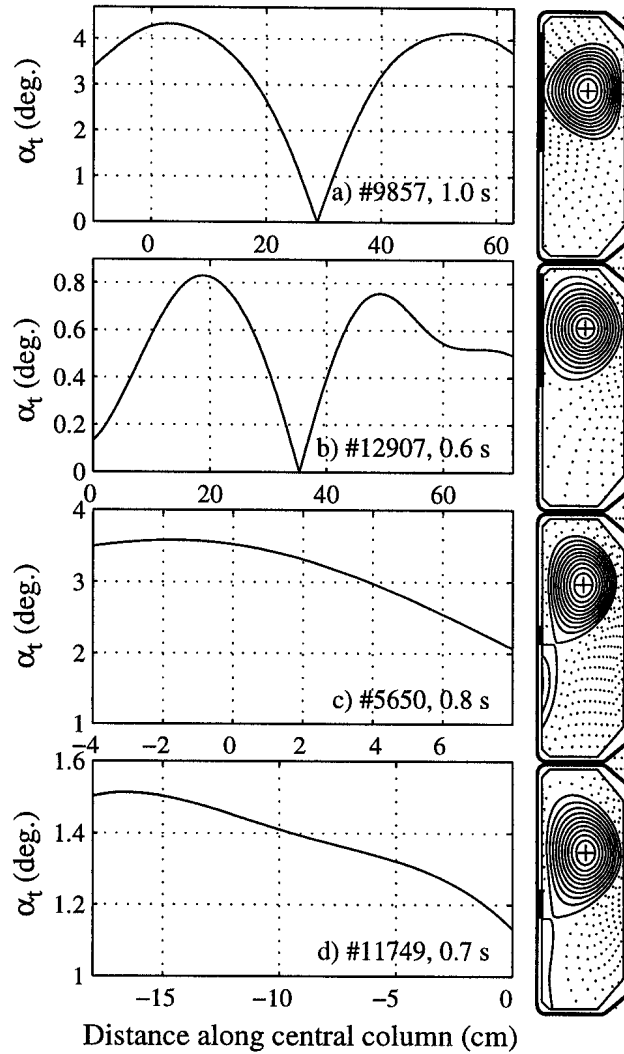 4
3
2
1
0
α_t (deg.)
a) #9857, 1.0 s
0 20 40 60
0.8
0.6
0.4
0.2
0
α_t (deg.)
b) #12907, 0.6 s
0 20 40 60
4
3
2
1
α_t (deg.)
c) #5650, 0.8 s
−4 −2 0 2 4 6
1.6
1.4
1.2
1
α_t (deg.)
d) #11749, 0.7 s
−15 −10 −5 0
Distance along central column (cm)